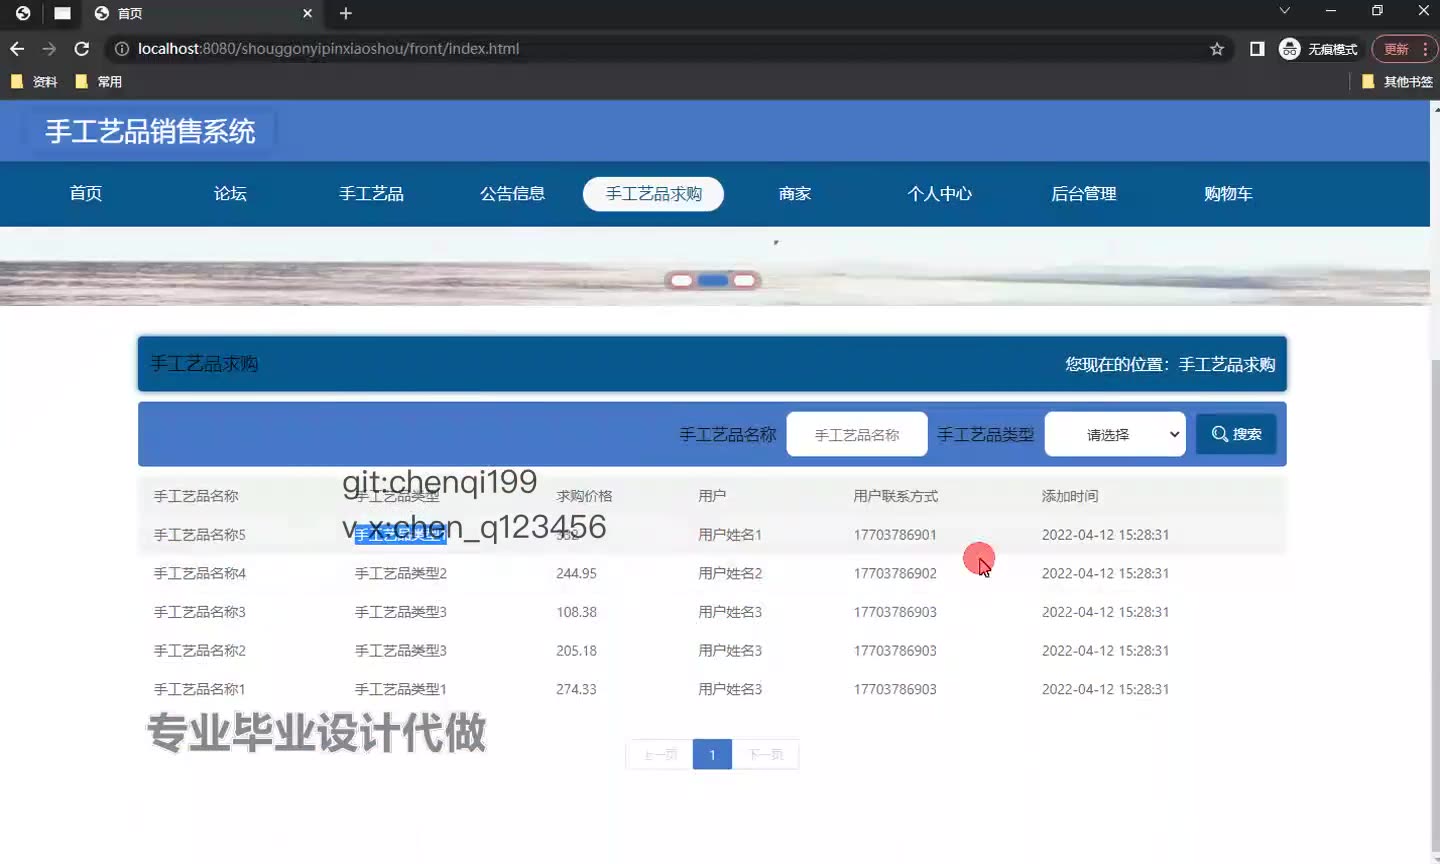 首页
localhost:8080/shouggonyipinxiaoshou/front/index.html
无痕模式
更新
资料
常用
其他书签
手工艺品销售系统
首页 论坛 手工艺品 公告信息 手工艺品求购 商家 个人中心 后台管理 购物车
手工艺品求购
您现在的位置：手工艺品求购
手工艺品名称 手工艺品名称 手工艺品类型 请选择 搜索
git:chenqi199
手工艺品名称 手工艺品类型 求购价格 用户 用户联系方式 添加时间
v x:chen_q123456
手工艺品名称5 手工艺品类型 用户姓名1 17703786901 2022-04-12 15:28:31
手工艺品名称4 手工艺品类型2 244.95 用户姓名2 17703786902 2022-04-12 15:28:31
手工艺品名称3 手工艺品类型3 108.38 用户姓名3 17703786903 2022-04-12 15:28:31
手工艺品名称2 手工艺品类型3 205.18 用户姓名3 17703786903 2022-04-12 15:28:31
手工艺品名称1 手工艺品类型1 274.33 用户姓名3 17703786903 2022-04-12 15:28:31
专业毕业设计代做
上一页 1 下一页